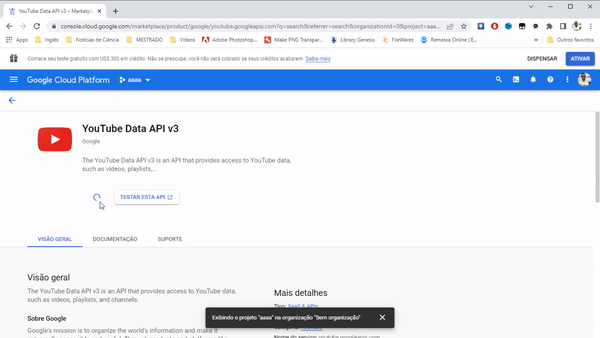 YouTube Data API v3 – Marketpl
console.cloud.google.com/marketplace/product/google/youtube.googleapis.com?q=search&referrer=search&organizationId=0&project=aaaa...
Bookmarks
Inglês
Notícias de Ciência
MESTRADO
Vídeos
Adobe Photoshop...
Make PNG Transpar...
Library Genesis
FileWarez
Remessa Online | E...
Outros favoritos
Comece seu teste gratuito com US$ 300 em crédito. Não se preocupe, você não será cobrado se seus créditos acabarem. Saiba mais
DISPENSAR
ATIVAR
Google Cloud Platform
aaaa
YouTube Data API v3
Google
The YouTube Data API v3 is an API that provides access to YouTube data,
such as videos, playlists,...
TESTAR ESTA API
VISÃO GERAL
DOCUMENTAÇÃO
SUPORTE
Visão geral
The YouTube Data API v3 is an API that provides access to YouTube data,
such as videos, playlists, and channels.
Sobre Google
Google's mission is to organize the world's information and make it
Mais detalhes
Tipo: SaaS & APIs
Nome do serviço: youtube.googleapis.com
Exibindo o projeto "aaaa" na organização "Sem organização"